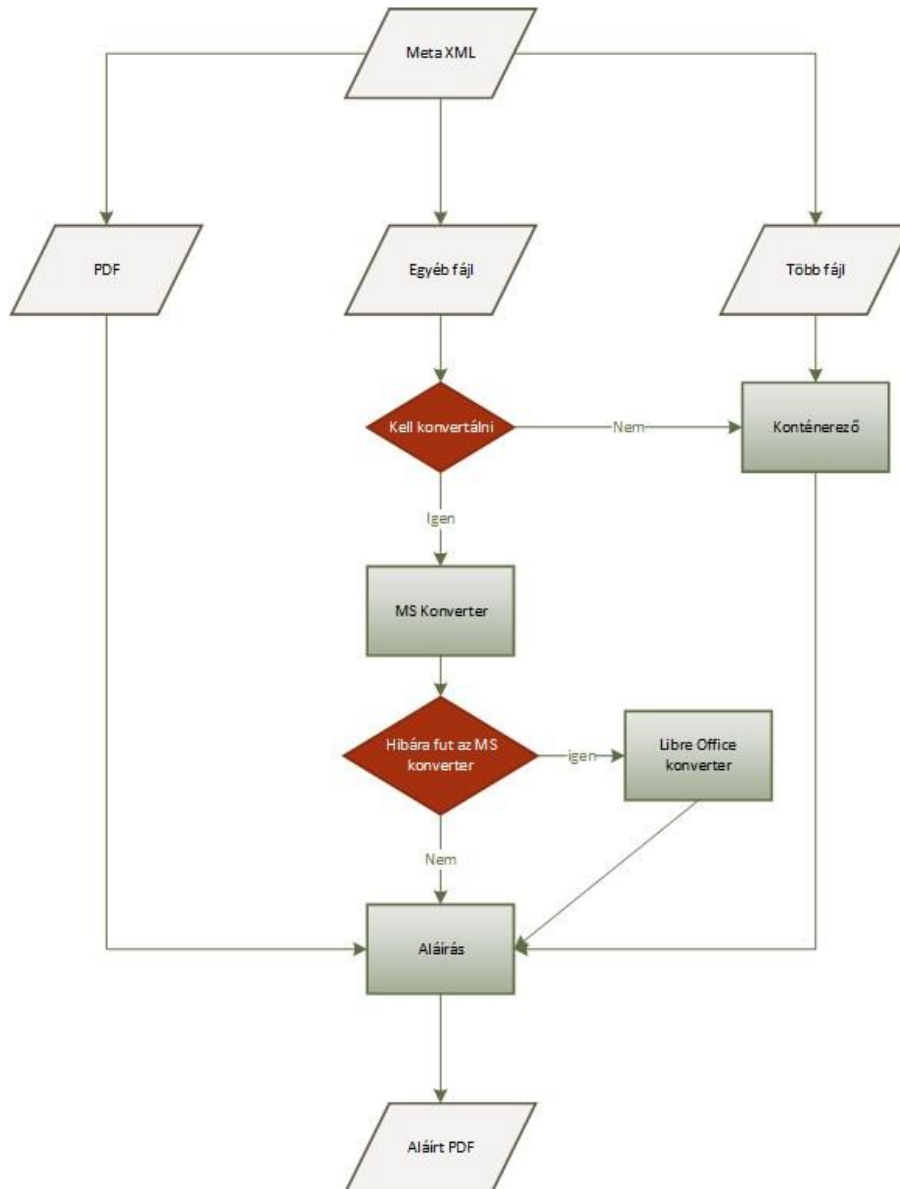 Meta XML
PDF
Egyéb fájl
Több fájl
Kell konvertálni
Nem
Konténerező
Igen
MS Konverter
Hibára fut az MS
konverter
igen
Libre Office
konverter
Nem
Aláírás
Aláírt PDF